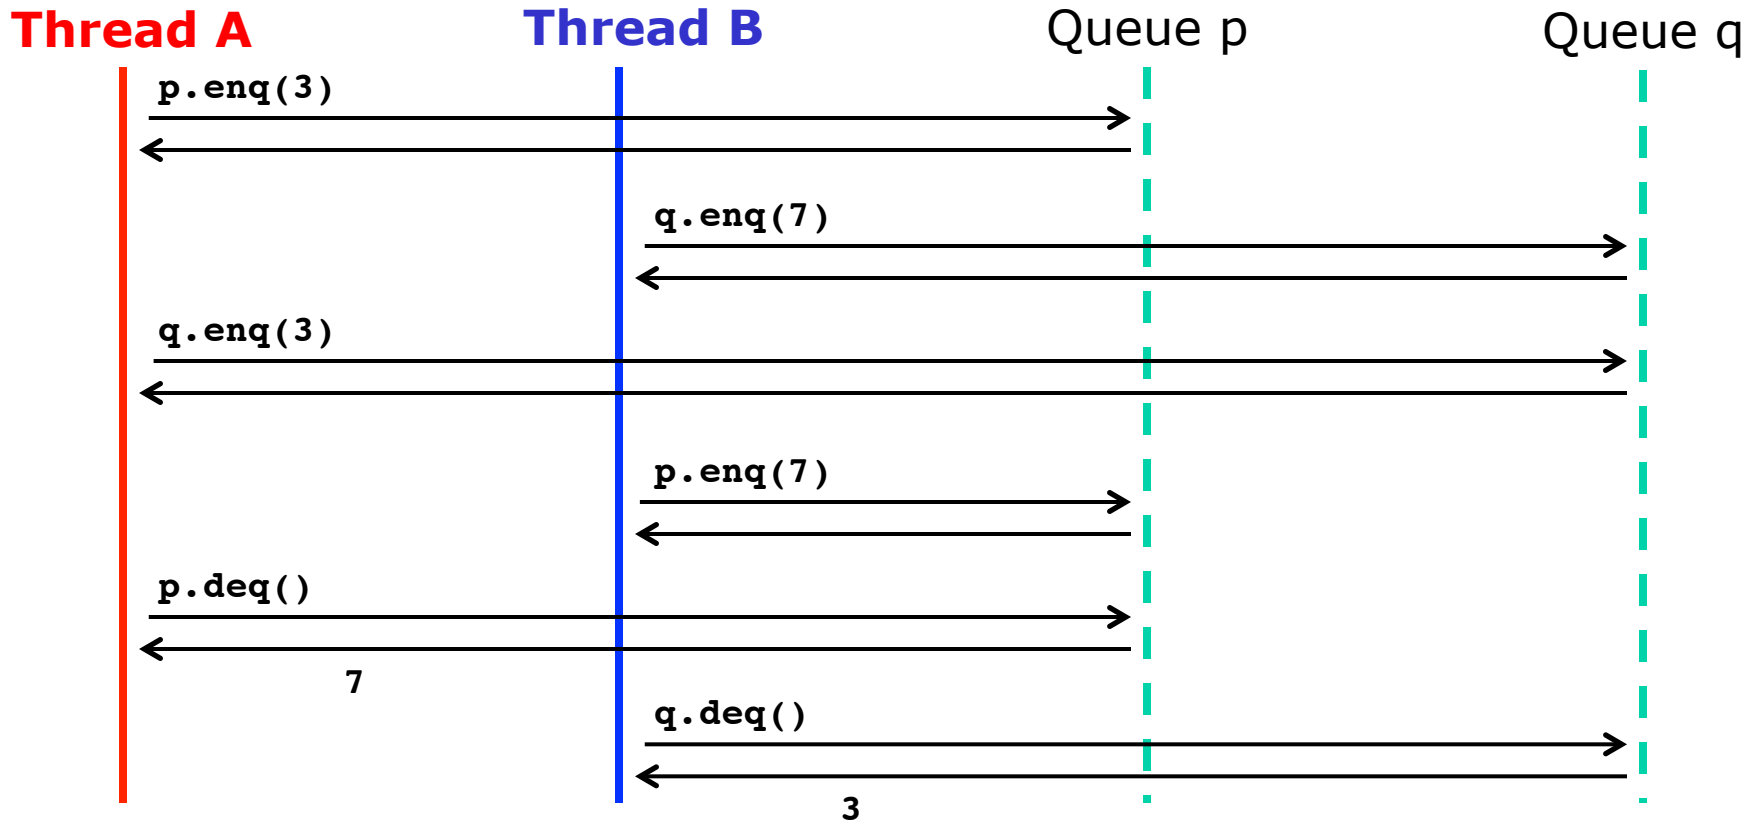 Thread A
Thread B
Queue p
Queue q
p.enq(3)
q.enq(7)
q.enq(3)
p.enq(7)
p.deq()
7
q.deq()
3